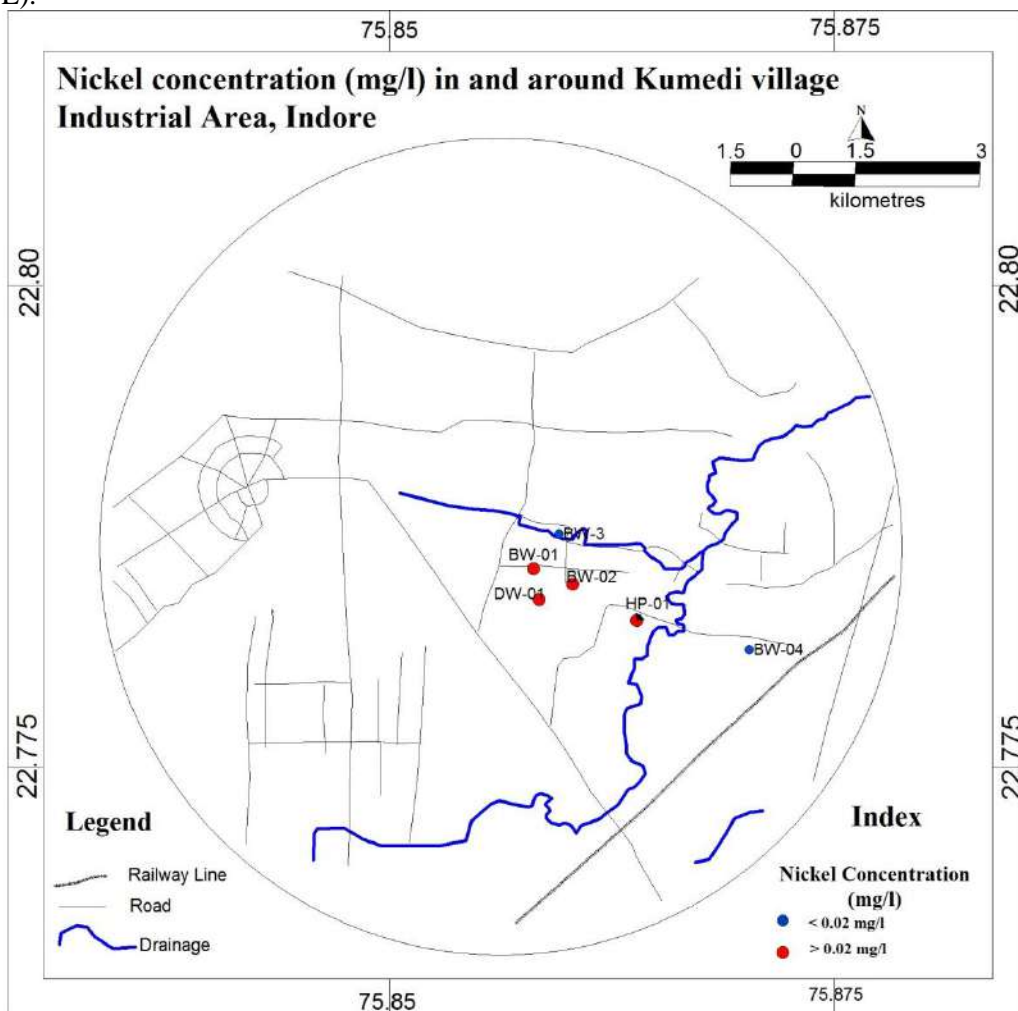 E).
75.85
75.875
Nickel concentration (mg/l) in and around Kumedi village
Industrial Area, Indore
N
1.5 0 1.5 3
kilometres
22.80
22.80
BW-3
BW-01
BW-02
DW-01
HP-01
BW-04
22.775
22.775
Legend
Railway Line
Road
Drainage
Index
Nickel Concentration
(mg/l)
< 0.02 mg/l
> 0.02 mg/l
75.85
75.875